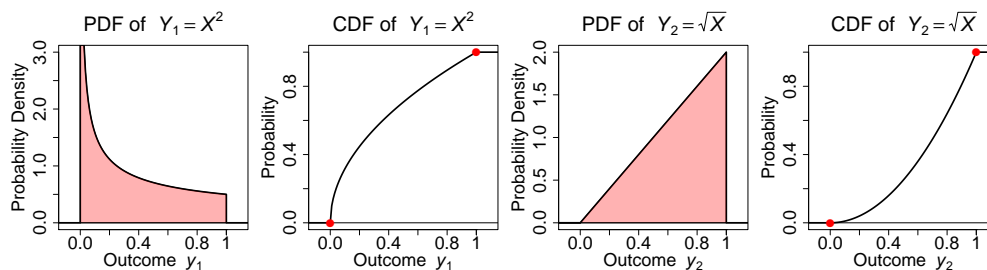 PDF of Y₁ = X²
Probability Density
3.0
2.0
1.0
0.0
0.0 0.4 0.8 1
Outcome y₁
CDF of Y₁ = X²
Probability
0.8
0.4
0.0
0.0 0.4 0.8 1
Outcome y₁
PDF of Y₂ = √X
Probability Density
2.0
1.5
1.0
0.5
0.0
0.0 0.4 0.8 1
Outcome y₂
CDF of Y₂ = √X
Probability
0.8
0.4
0.0
0.0 0.4 0.8 1
Outcome y₂